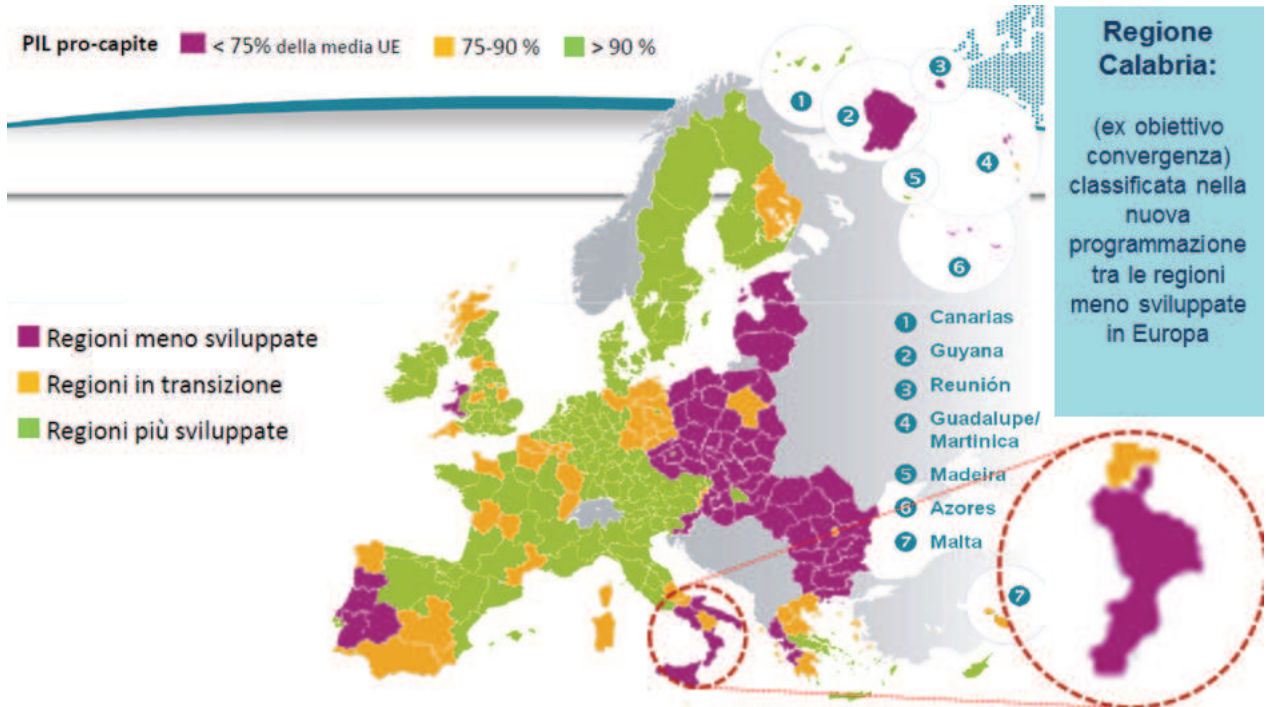 PIL pro-capite < 75% della media UE 75-90 % > 90 %
Regioni meno sviluppate
Regioni in transizione
Regioni più sviluppate
1
2
3
4
5
6
1 Canarias
2 Guyana
3 Reunión
4 Guadalupe/
Martinica
5 Madeira
6 Azores
7 Malta
7
Regione
Calabria:
(ex obiettivo
convergenza)
classificata nella
nuova
programmazione
tra le regioni
meno sviluppate
in Europa